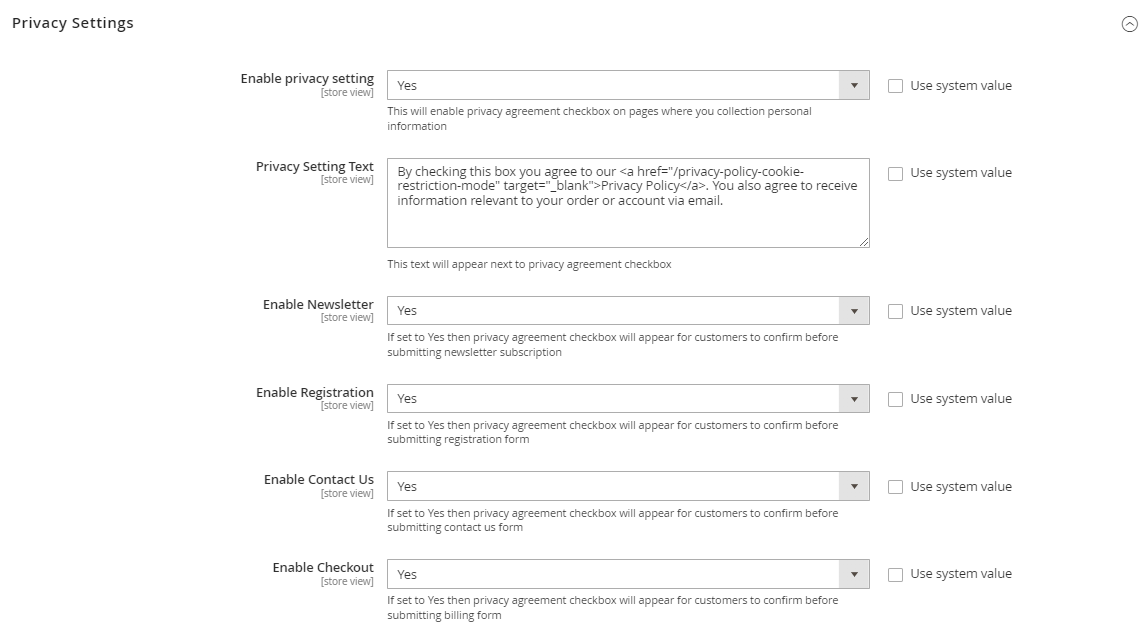 Privacy Settings
Enable privacy setting
[store view]
Yes
Use system value
This will enable privacy agreement checkbox on pages where you collection personal
information
Privacy Setting Text
[store view]
By checking this box you agree to our <a href="/privacy-policy-cookie-
restriction-mode" target="_blank">Privacy Policy</a>. You also agree to receive
information relevant to your order or account via email.
Use system value
This text will appear next to privacy agreement checkbox
Enable Newsletter
[store view]
Yes
Use system value
If set to Yes then privacy agreement checkbox will appear for customers to confirm before
submitting newsletter subscription
Enable Registration
[store view]
Yes
Use system value
If set to Yes then privacy agreement checkbox will appear for customers to confirm before
submitting registration form
Enable Contact Us
[store view]
Yes
Use system value
If set to Yes then privacy agreement checkbox will appear for customers to confirm before
submitting contact us form
Enable Checkout
[store view]
Yes
Use system value
If set to Yes then privacy agreement checkbox will appear for customers to confirm before
submitting billing form